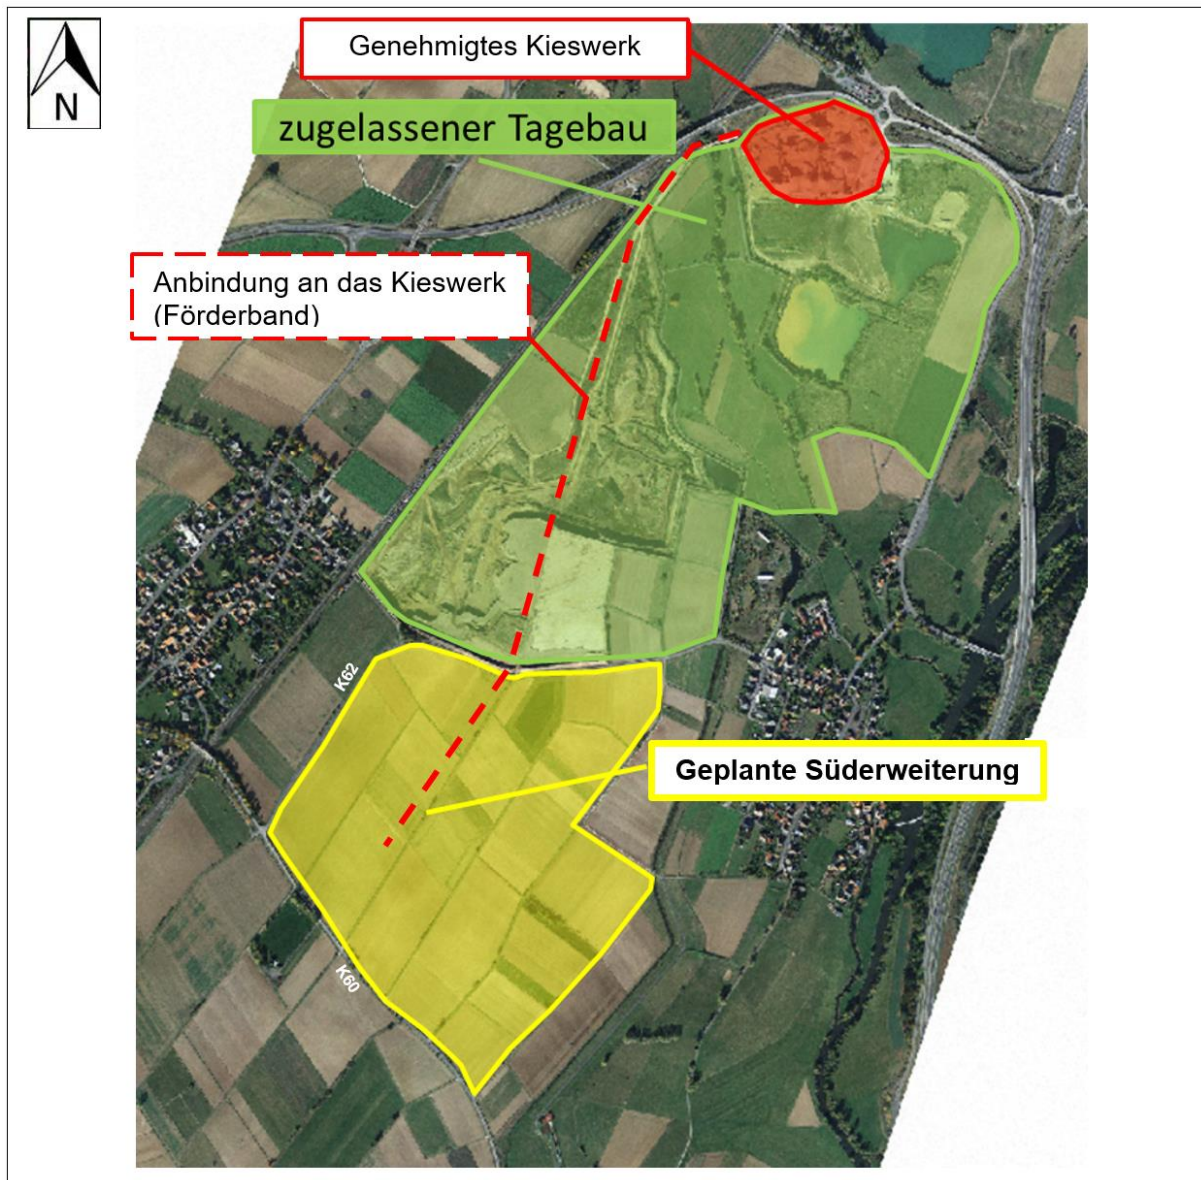 N
Genehmigtes Kieswerk
zugelassener Tagebau
Anbindung an das Kieswerk
(Förderband)
K62
Geplante Süderweiterung
K60